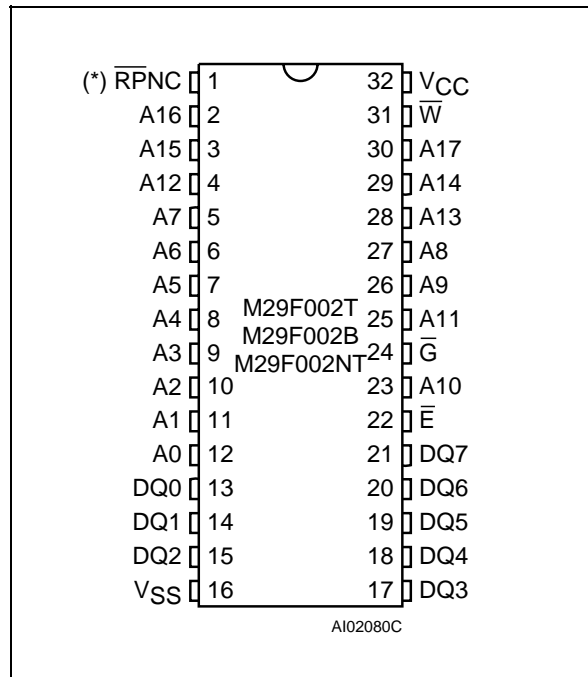 (*) R̅P̅NC 1 32 VCC
A16 2 31 W̅
A15 3 30 A17
A12 4 29 A14
A7 5 28 A13
A6 6 27 A8
A5 7 26 A9
A4 8 M29F002T 25 A11
M29F002B
A3 9 M29F002NT 24 G̅
A2 10 23 A10
A1 11 22 E̅
A0 12 21 DQ7
DQ0 13 20 DQ6
DQ1 14 19 DQ5
DQ2 15 18 DQ4
VSS 16 17 DQ3
AI02080C